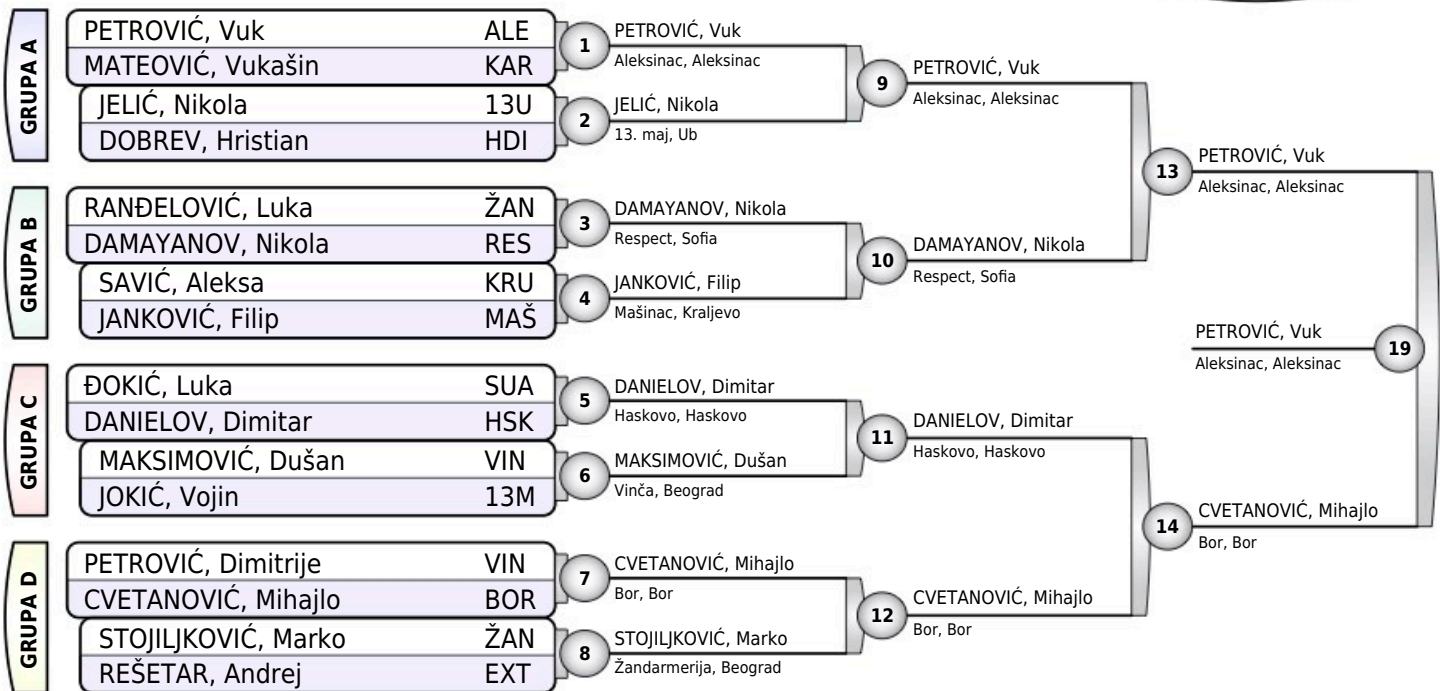 GRUPA A
PETROVIĆ, Vuk ALE
MATEOVIĆ, Vukašin KAR
JELIĆ, Nikola 13U
DOBREV, Hristian HDI
GRUPA B
RANĐELOVIĆ, Luka ŽAN
DAMAYANOV, Nikola RES
SAVIĆ, Aleksa KRU
JANKOVIĆ, Filip MAŠ
GRUPA C
ĐOKIĆ, Luka SUA
DANIELOV, Dimitar HSK
MAKSIMOVIĆ, Dušan VIN
JOKIĆ, Vojin 13M
GRUPA D
PETROVIĆ, Dimitrije VIN
CVETANOVIĆ, Mihajlo BOR
STOJILJKOVIĆ, Marko ŽAN
REŠETAR, Andrej EXT
1
PETROVIĆ, Vuk
Aleksinac, Aleksinac
2
JELIĆ, Nikola
13. maj, Ub
3
DAMAYANOV, Nikola
Respect, Sofia
4
JANKOVIĆ, Filip
Mašinac, Kraljevo
5
DANIELOV, Dimitar
Haskovo, Haskovo
6
MAKSIMOVIĆ, Dušan
Vinča, Beograd
7
CVETANOVIĆ, Mihajlo
Bor, Bor
8
STOJILJKOVIĆ, Marko
Žandarmerija, Beograd
9
PETROVIĆ, Vuk
Aleksinac, Aleksinac
10
DAMAYANOV, Nikola
Respect, Sofia
11
DANIELOV, Dimitar
Haskovo, Haskovo
12
CVETANOVIĆ, Mihajlo
Bor, Bor
13
PETROVIĆ, Vuk
Aleksinac, Aleksinac
14
CVETANOVIĆ, Mihajlo
Bor, Bor
PETROVIĆ, Vuk
Aleksinac, Aleksinac
19